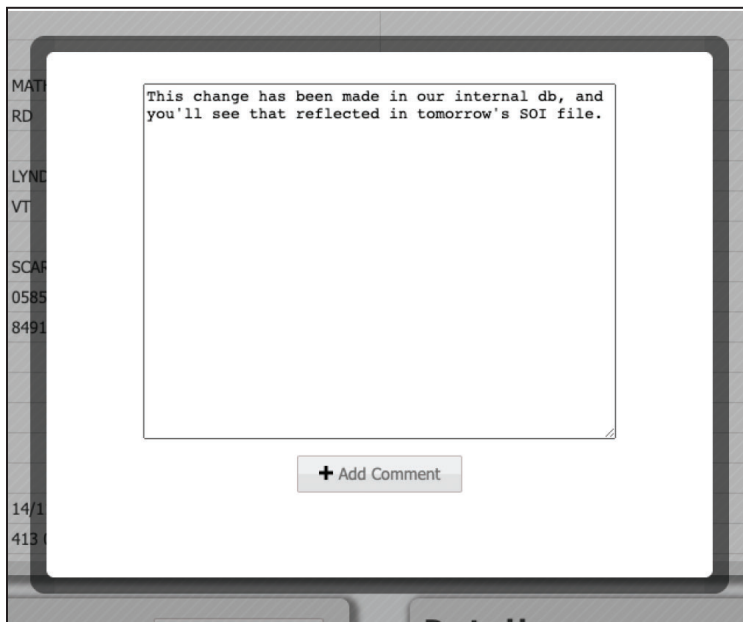 MATH
RD
LYND
VT
SCAR
0585
8491
14/1
413
This change has been made in our internal db, and
you'll see that reflected in tomorrow's SOI file.
+ Add Comment